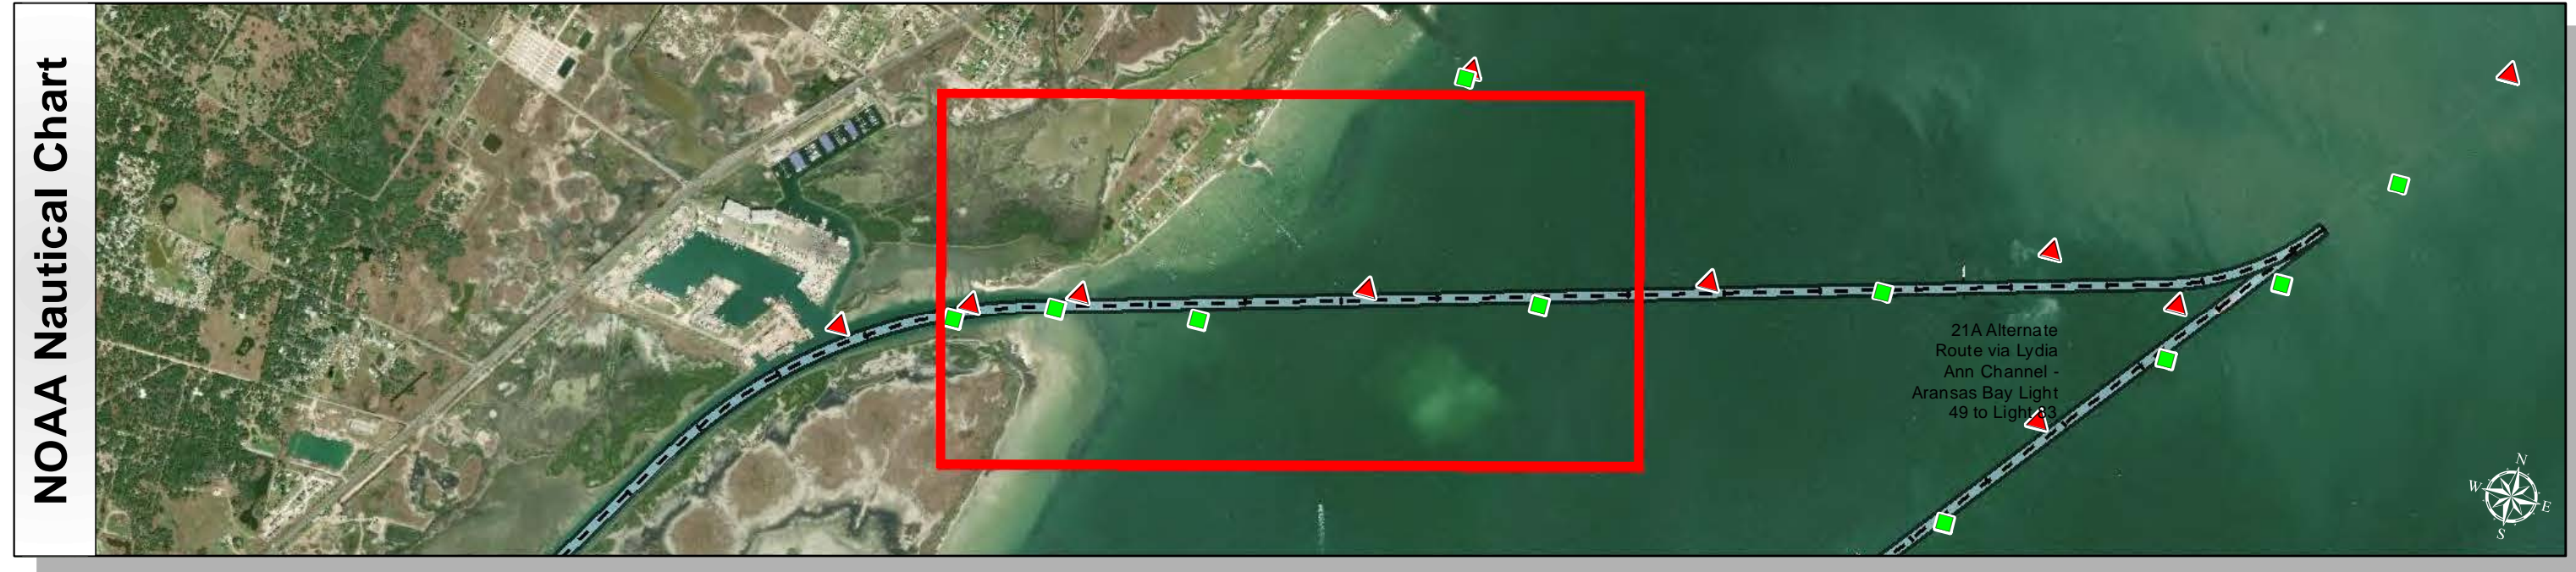 NOAA Nautical Chart
21A Alternate
Route via Lydia
Ann Channel -
Aransas Bay Light
49 to Light 83
N
W
E
S